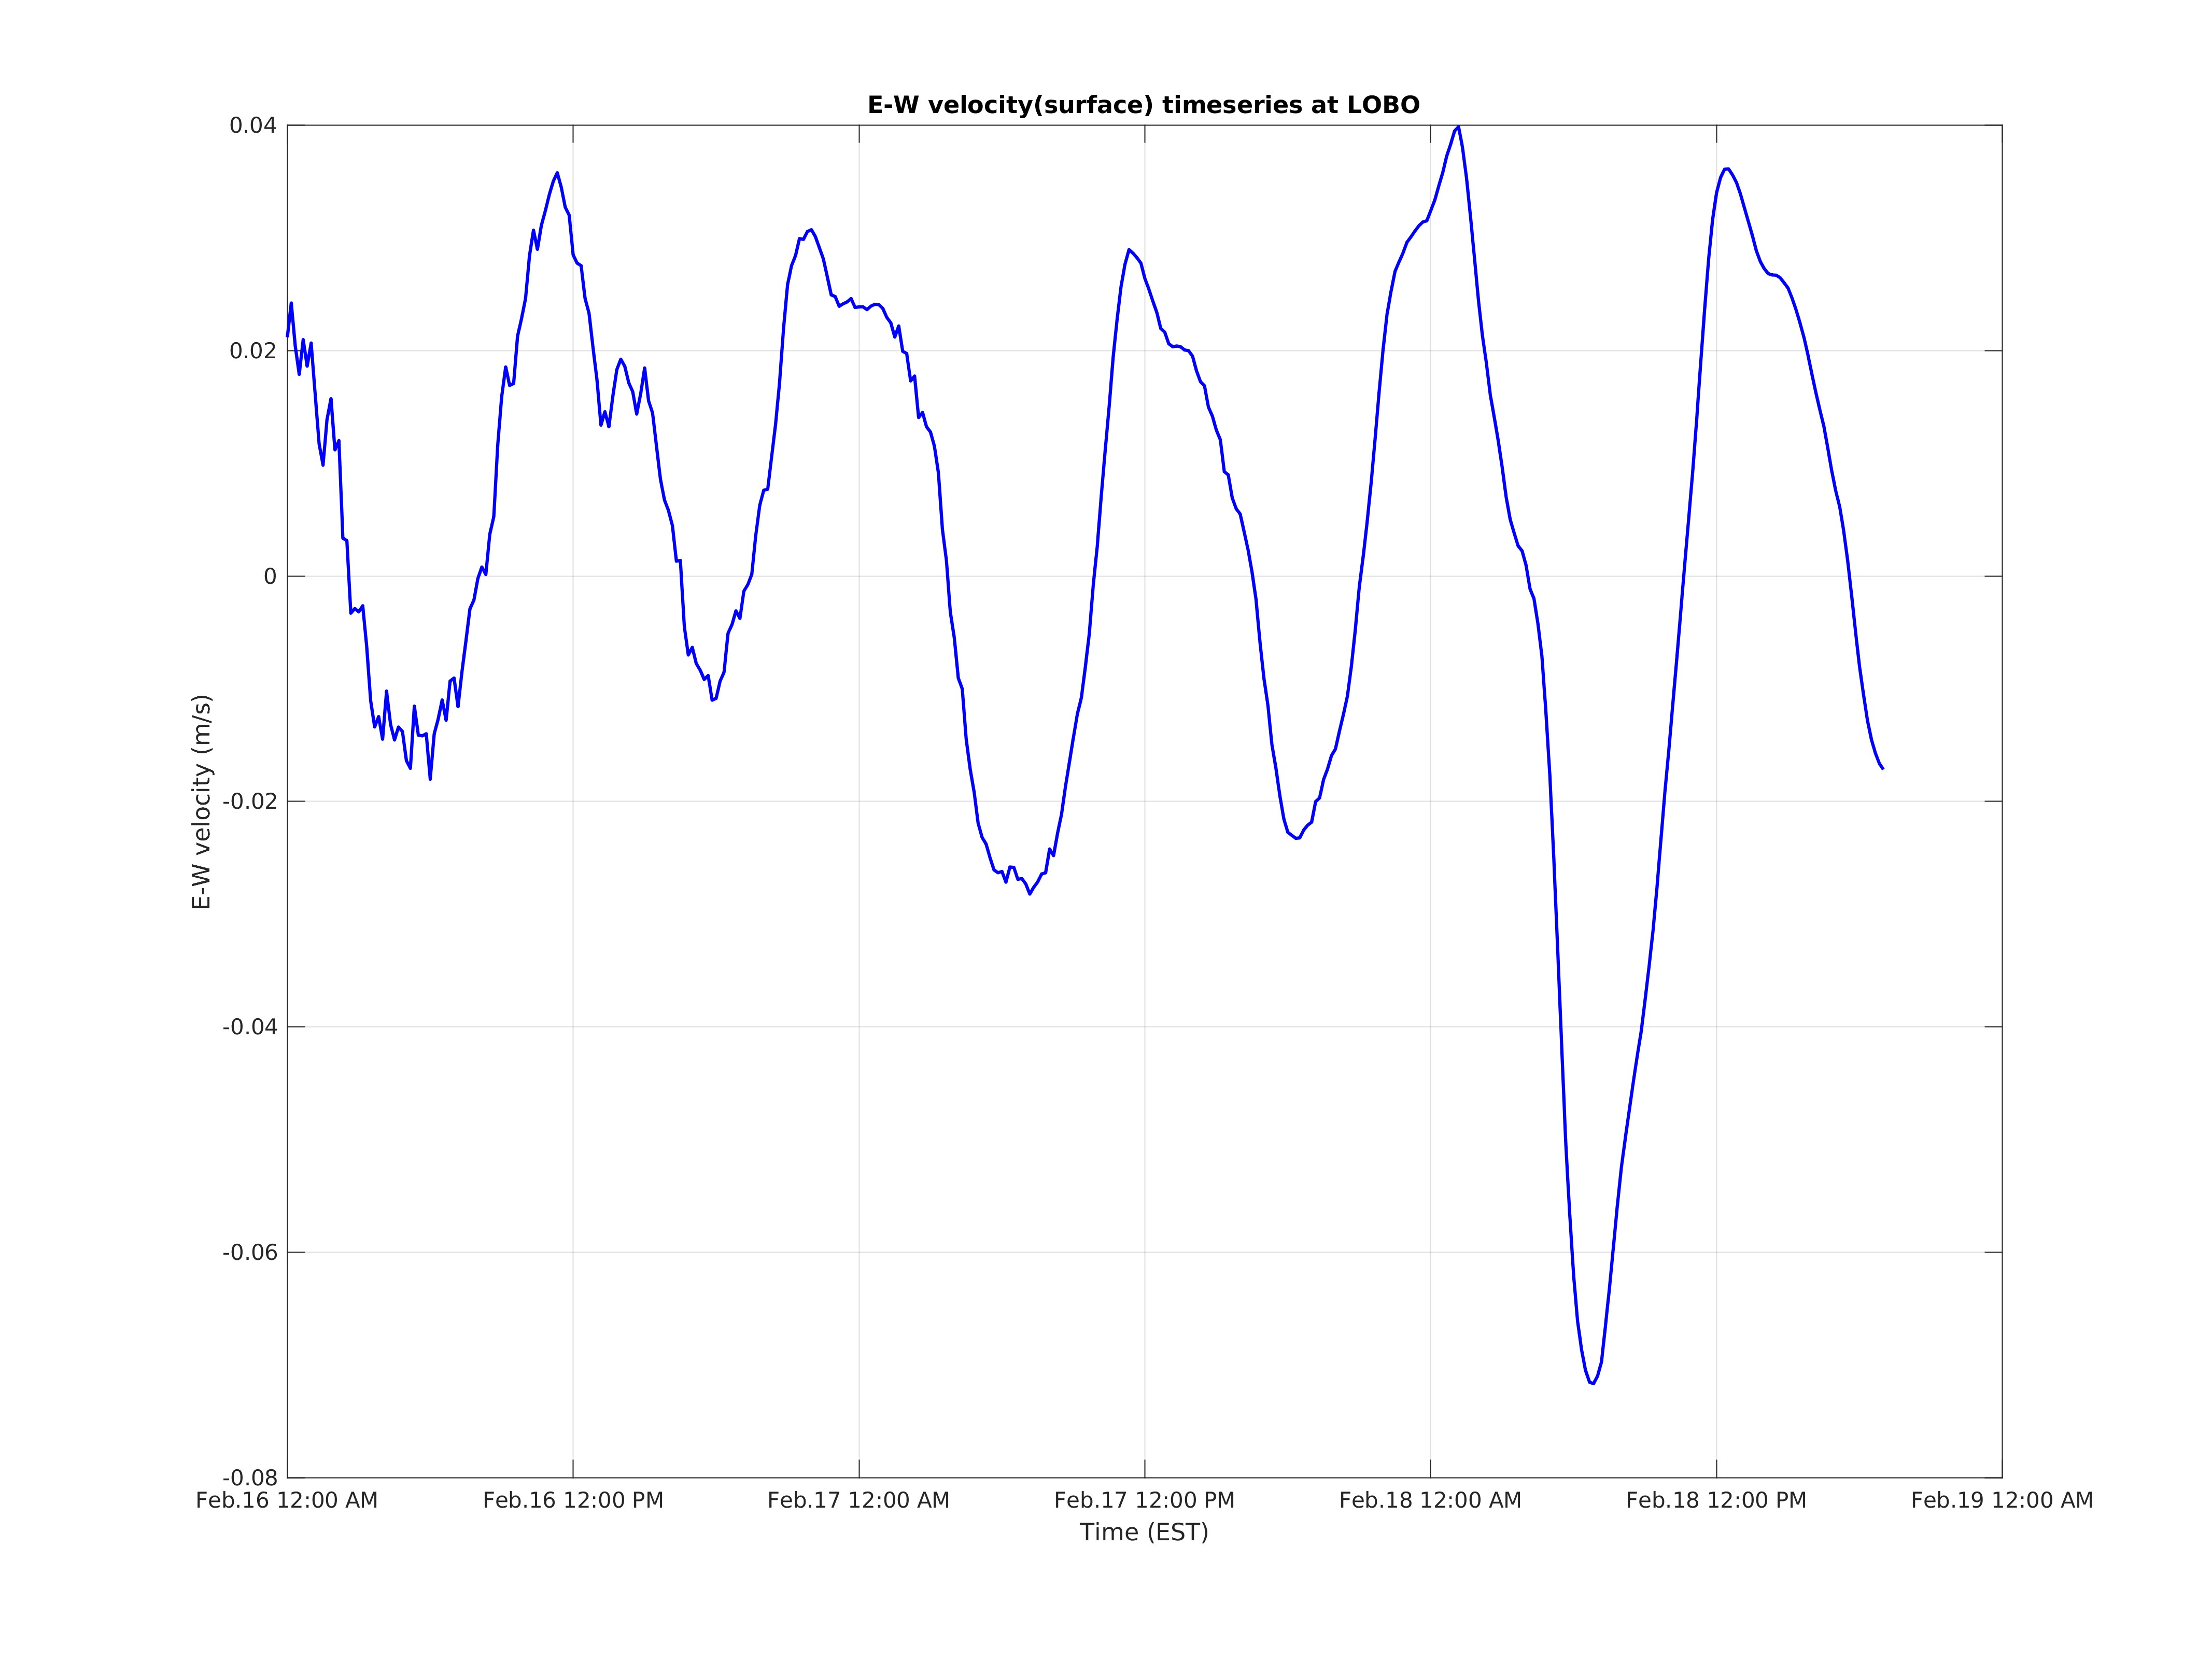 E-W velocity(surface) timeseries at LOBO
0.04
0.02
0
-0.02
-0.04
-0.06
-0.08
E-W velocity (m/s)
Feb.16 12:00 AM Feb.16 12:00 PM Feb.17 12:00 AM Feb.17 12:00 PM Feb.18 12:00 AM Feb.18 12:00 PM Feb.19 12:00 AM
Time (EST)